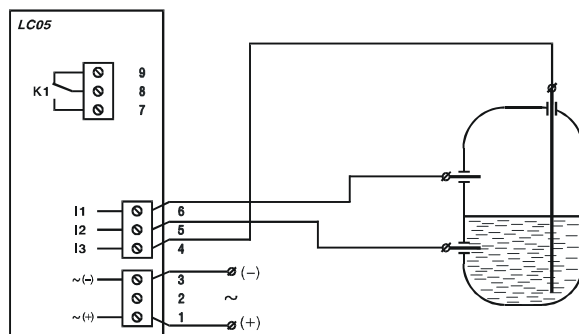 LC05
9
K1 8
7
I1 6
I2 5
I3 4
~(-) 3 (-)
2 ~
~(+) 1 (+)